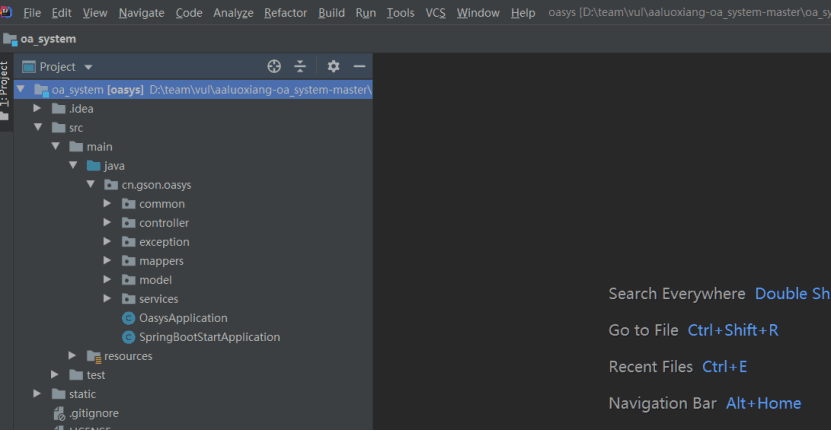 File Edit View Navigate Code Analyze Refactor Build Run Tools VCS Window Help oasys [D:\team\vul\aaluoxiang-oa_system-master\oa_sy
oa_system
1: Project
Project
oa_system [oasys] D:\team\vul\aaluoxiang-oa_system-master\
.idea
src
main
java
cn.gson.oasys
common
controller
exception
mappers
model
services
OasysApplication
SpringBootStartApplication
resources
test
static
.gitignore
LICENSE
Search Everywhere Double Sh
Go to File Ctrl+Shift+R
Recent Files Ctrl+E
Navigation Bar Alt+Home